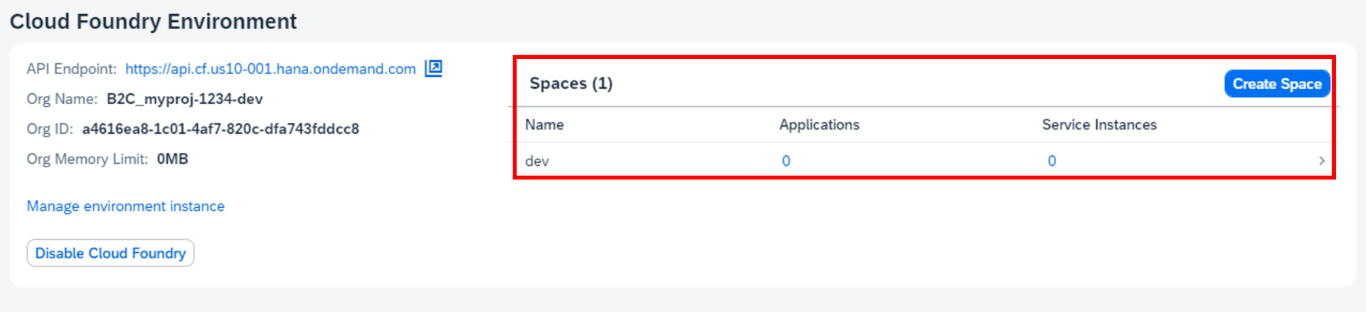 Cloud Foundry Environment
API Endpoint: https://api.cf.us10-001.hana.ondemand.com
Org Name: B2C_myproj-1234-dev
Org ID: a4616ea8-1c01-4af7-820c-dfa743fddcc8
Org Memory Limit: 0MB
Manage environment instance
Disable Cloud Foundry
Spaces (1) Create Space
Name Applications Service Instances
dev 0 0